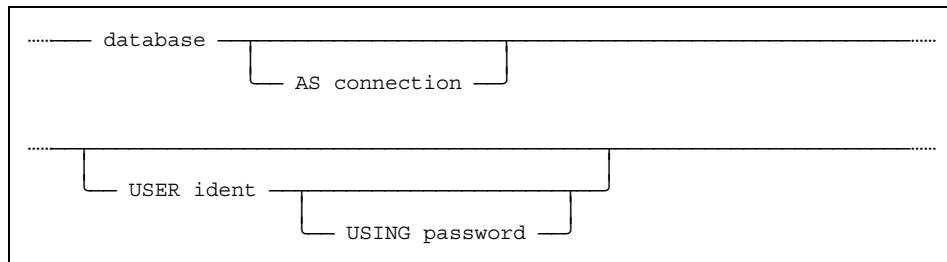 database
AS connection
USER ident
USING password